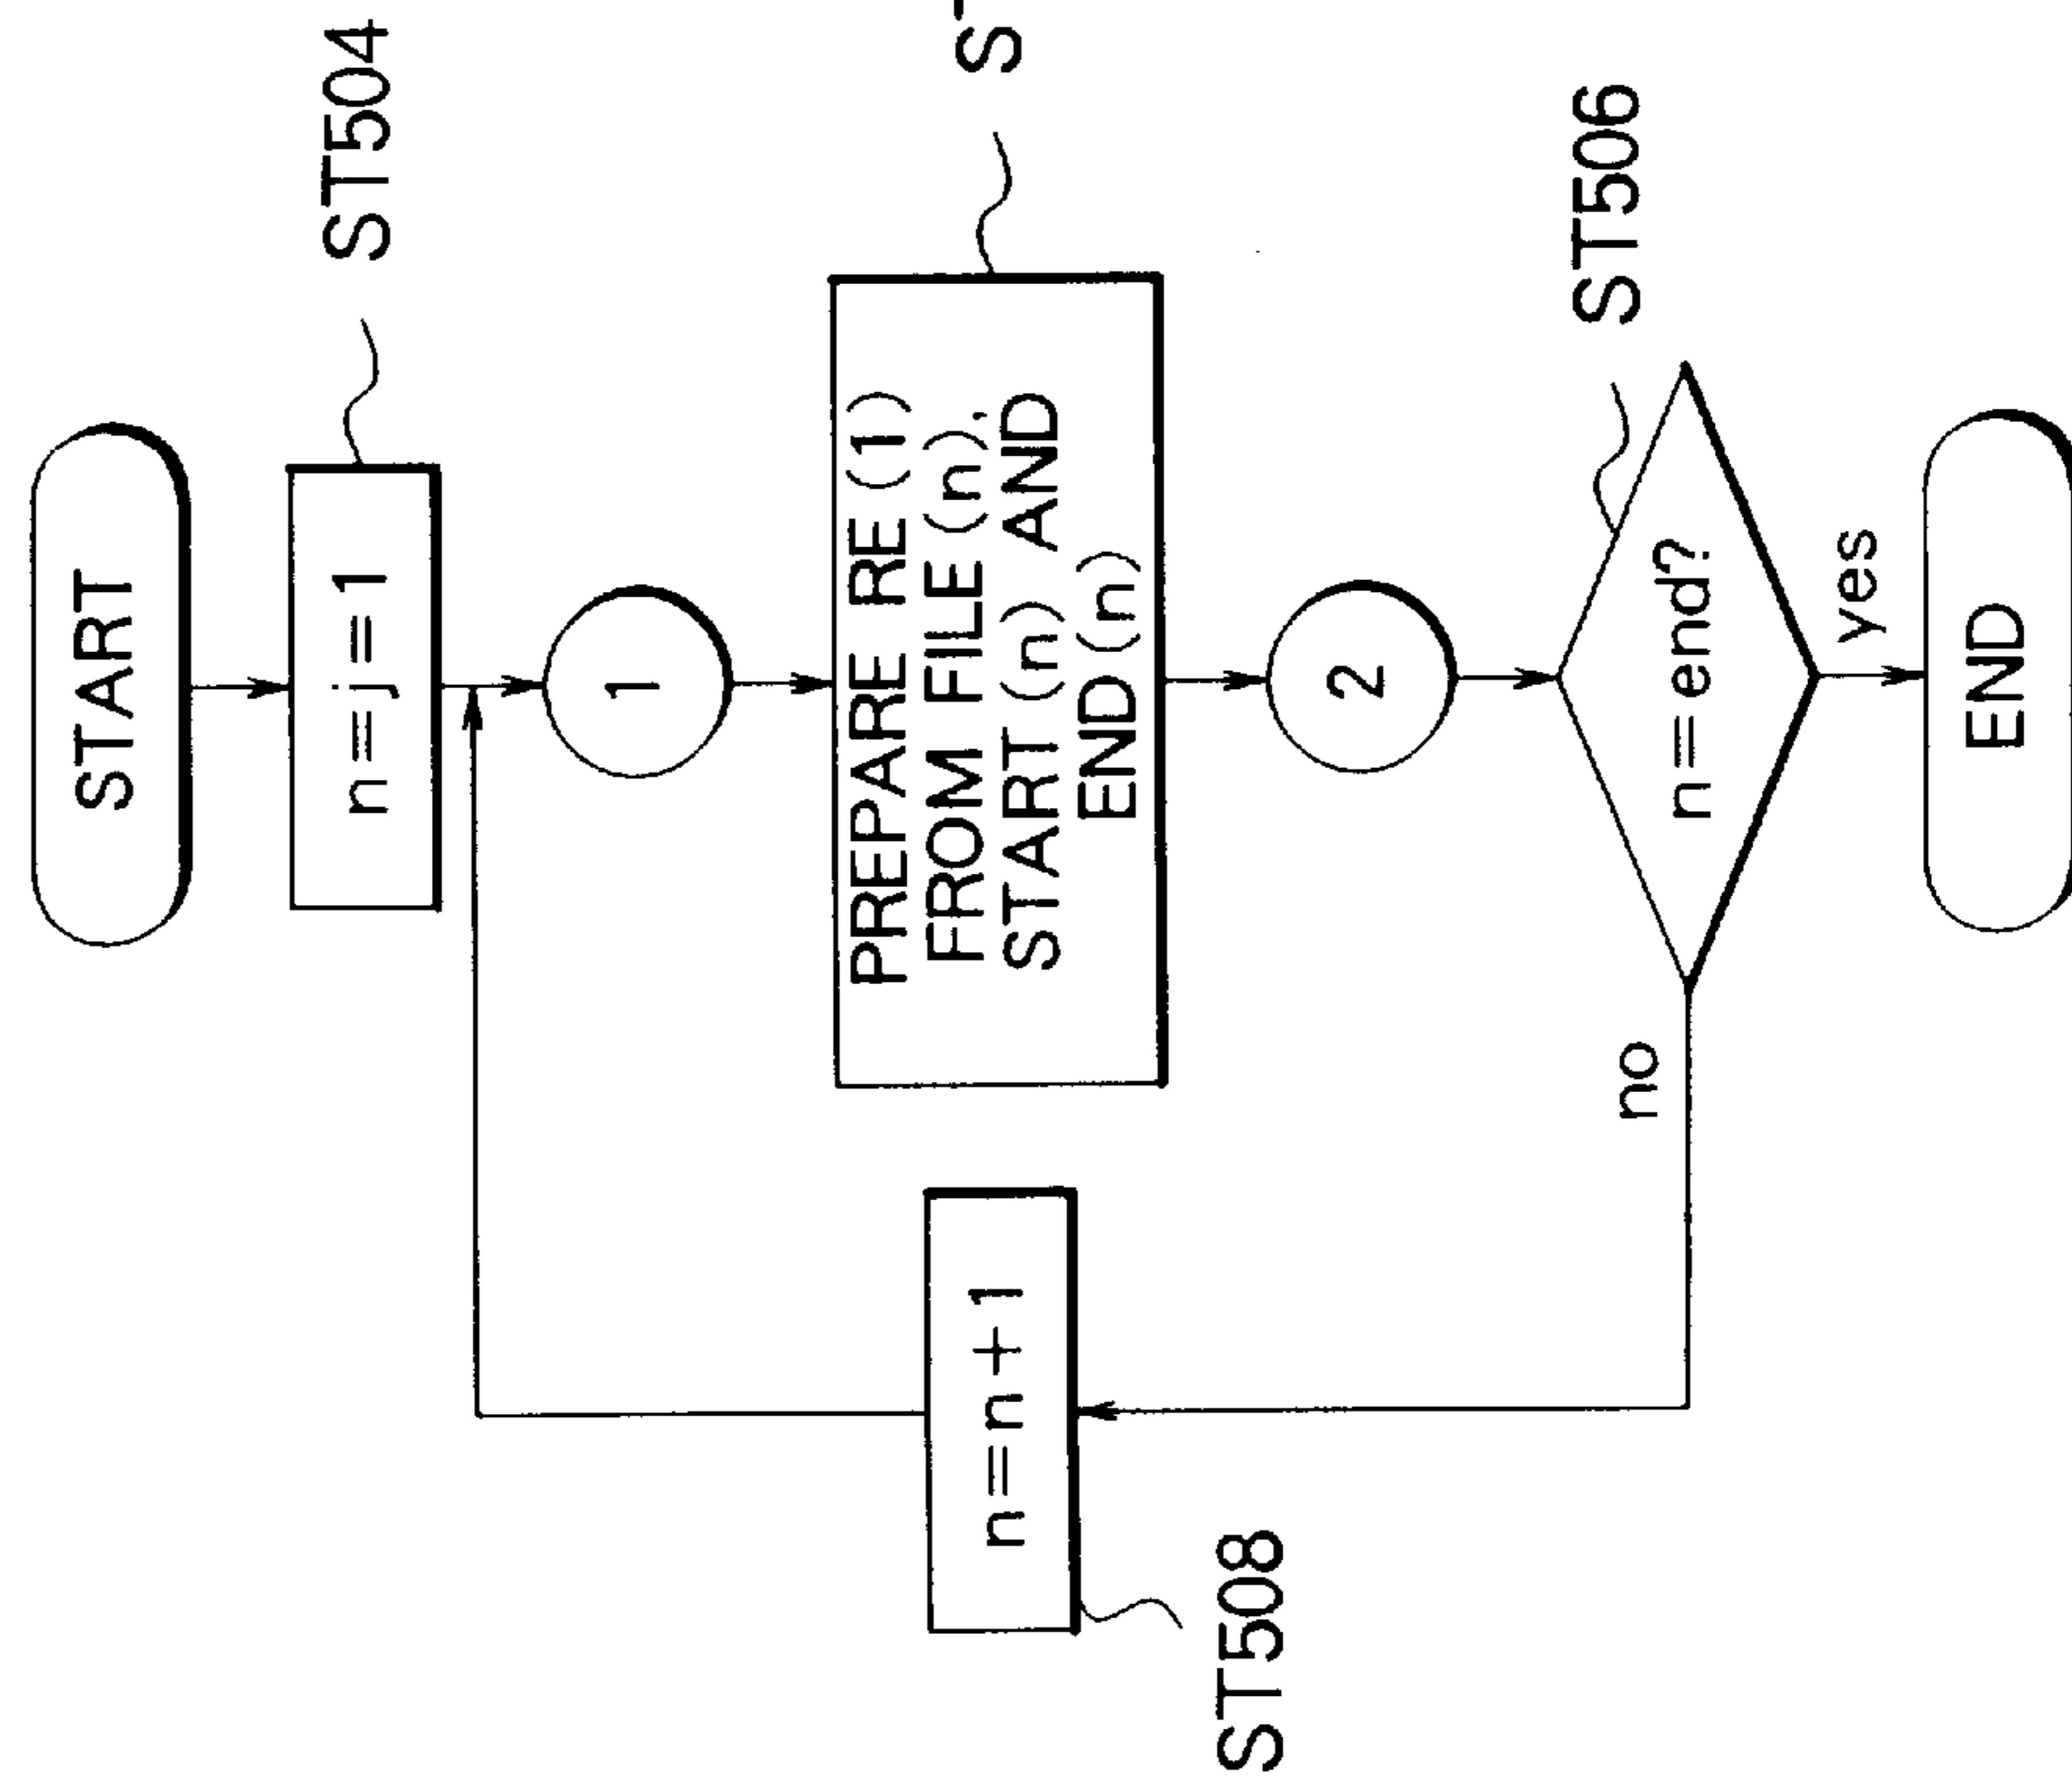 START
n=j=1
ST504
1
PREPARE RE(1)
FROM FILE(n),
START(n) AND
END(n)
2
n=end?
ST506
no
yes
n=n+1
ST508
END